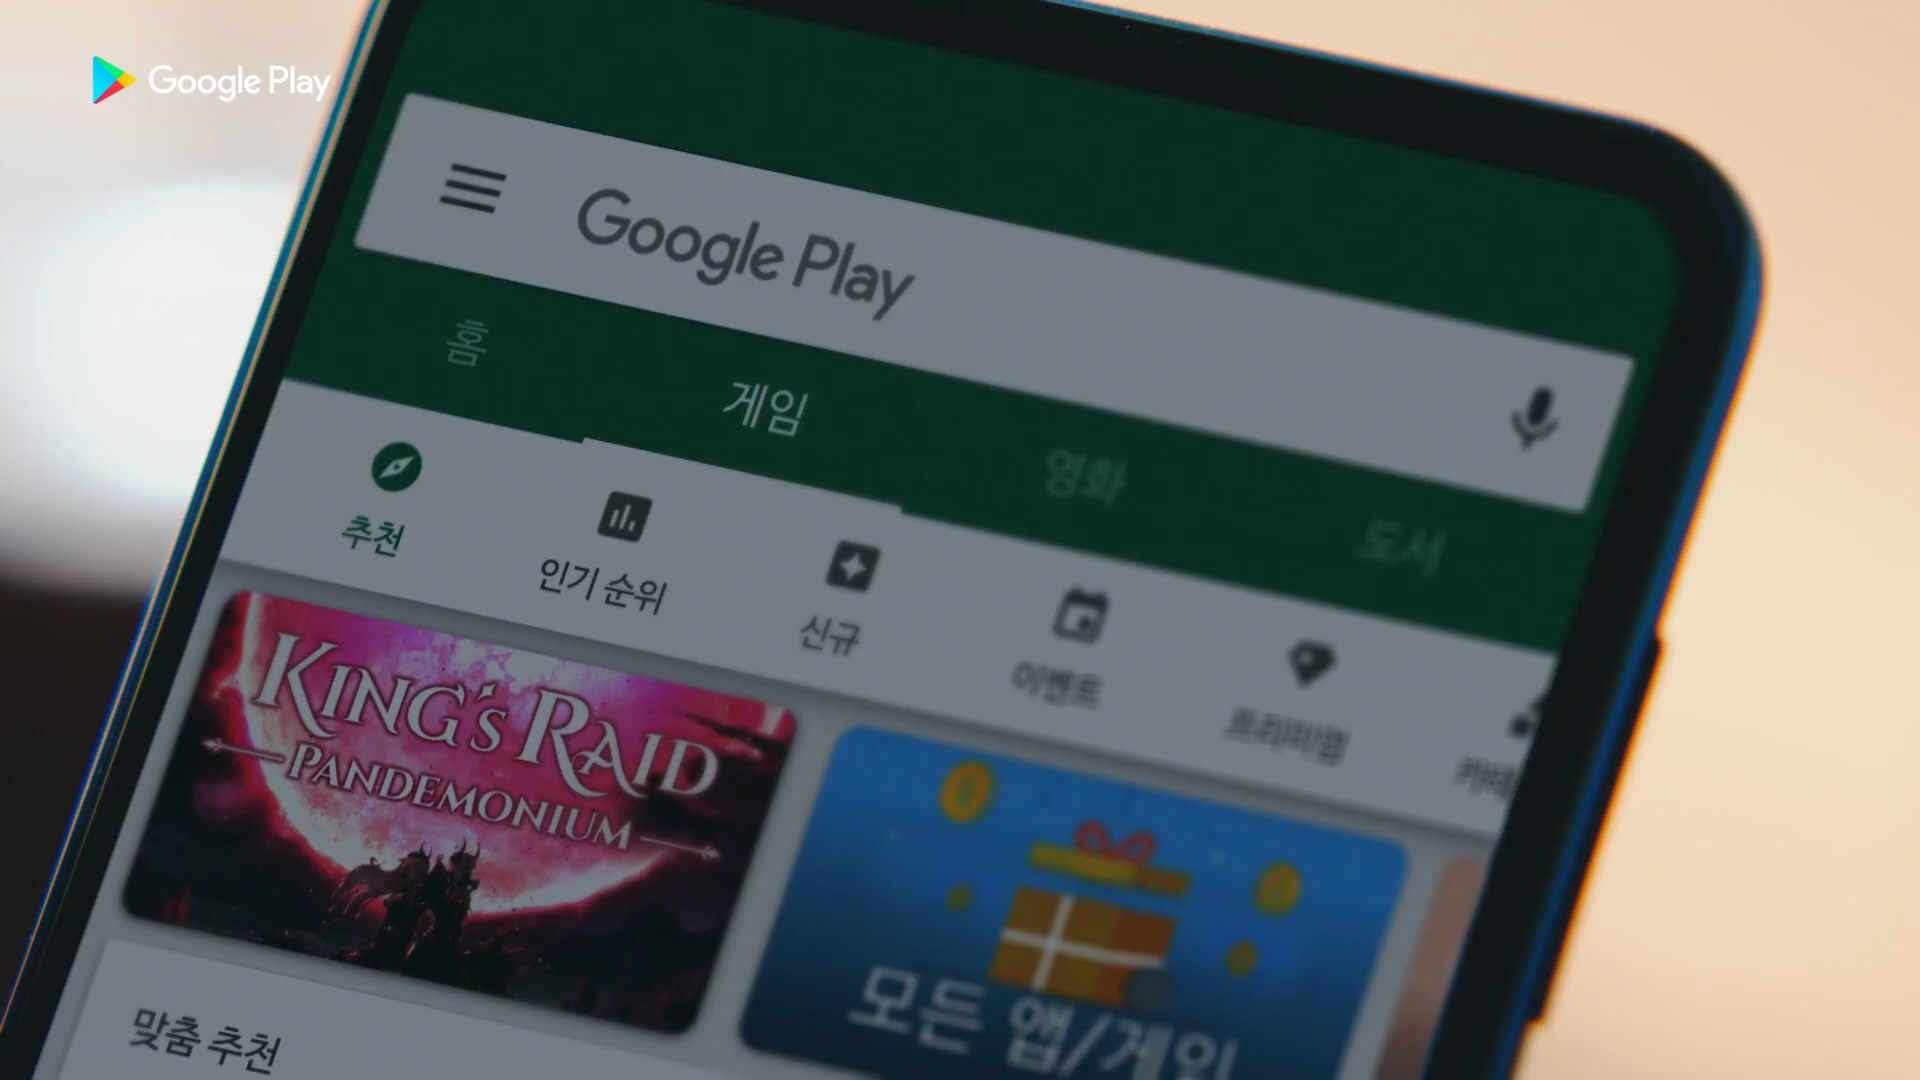 Google Play
Google Play
홈 게임 영화 도서
추천 인기 순위 신규 이벤트 프리미엄
KING'S RAID
PANDEMONIUM
모든 앱/게임
맞춤 추천